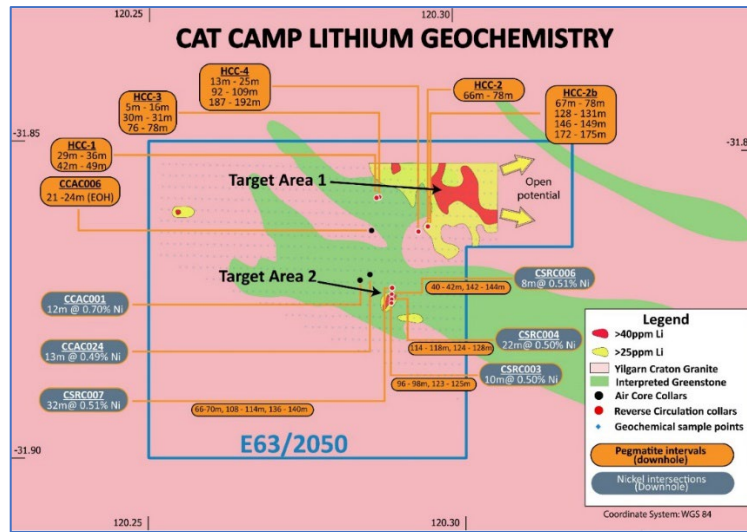 120.25
120.30
CAT CAMP LITHIUM GEOCHEMISTRY
HCC-4
13m - 25m
92 - 109m
187 - 192m
HCC-2
66m - 78m
HCC-3
5m - 16m
30m - 31m
76 - 78m
HCC-2b
67m - 78m
128 - 131m
146 - 149m
172 - 175m
-31.85
-31.8
HCC-1
29m - 36m
42m - 49m
CCAC006
21 -24m (EOH)
Target Area 1
Open
potential
Target Area 2
CSRC006
8m@ 0.51% Ni
40 - 42m, 142 - 144m
CCAC001
12m @ 0.70% Ni
CSRC004
22m @ 0.50% Ni
114 - 118m, 124 - 128m
CCAC024
13m @ 0.49% Ni
CSRC003
10m@ 0.50% Ni
96 - 98m, 123 - 125m
CSRC007
32m@ 0.51% Ni
66-70m, 108 - 114m, 136 - 140m
E63/2050
-31.90
Legend
>40ppm Li
>25ppm Li
Yilgarn Craton Granite
Interpreted Greenstone
Air Core Collars
Reverse Circulation collars
Geochemical sample points
Pegmatite intervals
(downhole)
Nickel intersections
(Downhole)
Coordinate System: WGS 84
120.25
120.30